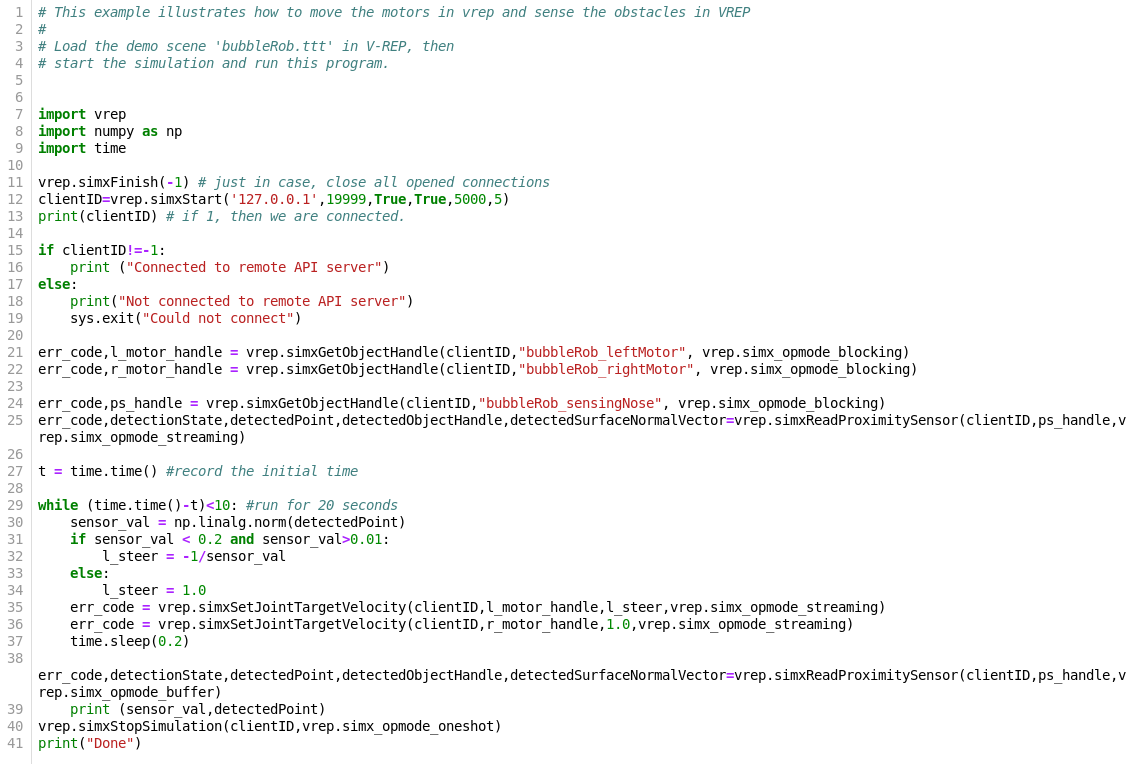 1 # This example illustrates how to move the motors in vrep and sense the obstacles in VREP
2 #
3 # Load the demo scene 'bubbleRob.ttt' in V-REP, then
4 # start the simulation and run this program.
5
6
7 import vrep
8 import numpy as np
9 import time
10
11 vrep.simxFinish(-1) # just in case, close all opened connections
12 clientID=vrep.simxStart('127.0.0.1',19999,True,True,5000,5)
13 print(clientID) # if 1, then we are connected.
14
15 if clientID!=-1:
16     print ("Connected to remote API server")
17 else:
18     print("Not connected to remote API server")
19     sys.exit("Could not connect")
20
21 err_code,l_motor_handle = vrep.simxGetObjectHandle(clientID,"bubbleRob_leftMotor", vrep.simx_opmode_blocking)
22 err_code,r_motor_handle = vrep.simxGetObjectHandle(clientID,"bubbleRob_rightMotor", vrep.simx_opmode_blocking)
23
24 err_code,ps_handle = vrep.simxGetObjectHandle(clientID,"bubbleRob_sensingNose", vrep.simx_opmode_blocking)
25 err_code,detectionState,detectedPoint,detectedObjectHandle,detectedSurfaceNormalVector=vrep.simxReadProximitySensor(clientID,ps_handle,v
rep.simx_opmode_streaming)
26
27 t = time.time() #record the initial time
28
29 while (time.time()-t)<10: #run for 20 seconds
30     sensor_val = np.linalg.norm(detectedPoint)
31     if sensor_val < 0.2 and sensor_val>0.01:
32         l_steer = -1/sensor_val
33     else:
34         l_steer = 1.0
35     err_code = vrep.simxSetJointTargetVelocity(clientID,l_motor_handle,l_steer,vrep.simx_opmode_streaming)
36     err_code = vrep.simxSetJointTargetVelocity(clientID,r_motor_handle,1.0,vrep.simx_opmode_streaming)
37     time.sleep(0.2)
38
err_code,detectionState,detectedPoint,detectedObjectHandle,detectedSurfaceNormalVector=vrep.simxReadProximitySensor(clientID,ps_handle,v
rep.simx_opmode_buffer)
39     print (sensor_val,detectedPoint)
40 vrep.simxStopSimulation(clientID,vrep.simx_opmode_oneshot)
41 print("Done")